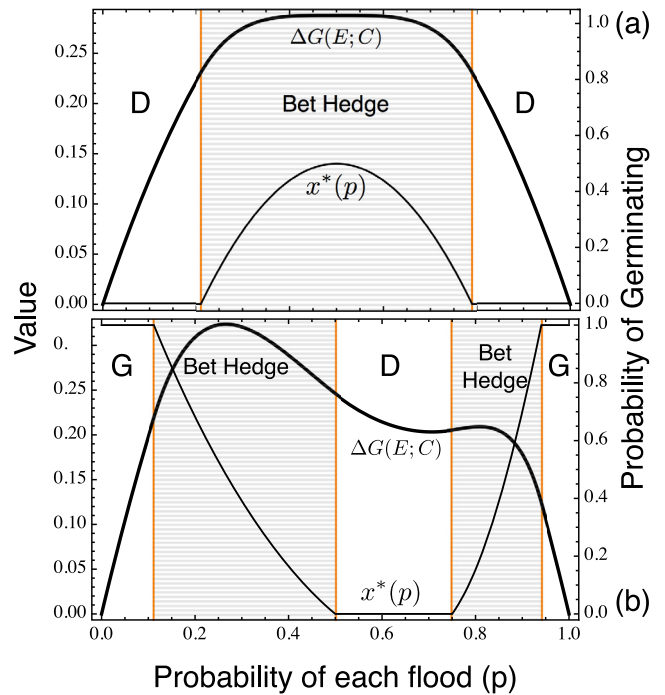 (a)
0.25
0.20
0.15
0.10
0.05
0.00
1.0
0.8
0.6
0.4
0.2
0.0
ΔG(E;C)
D
Bet Hedge
D
x*(p)
Value
Probability of Germinating
0.
0.25
0.20
0.15
0.10
0.05
0.00
1.0
0.8
0.6
0.4
0.2
0.0
G
Bet Hedge
D
Bet
Hedge
G
ΔG(E;C)
x*(p)
(b)
0.0 0.2 0.4 0.6 0.8 1.0
Probability of each flood (p)